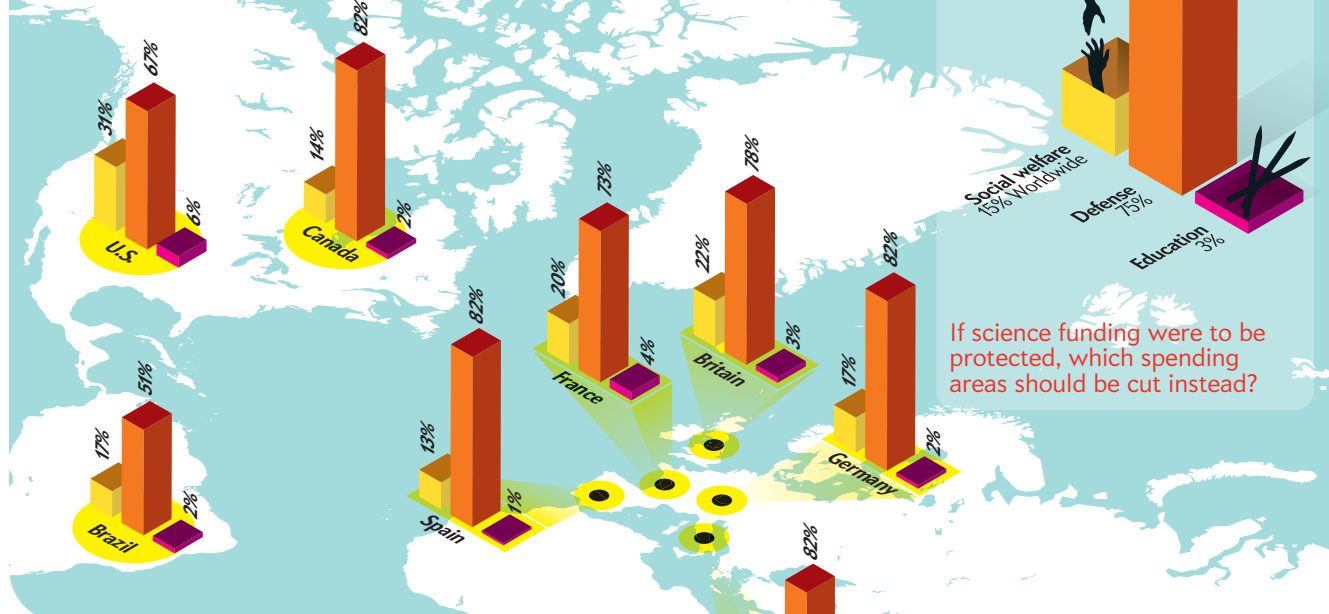 31%
67%
6%
U.S.
14%
82%
2%
Canada
20%
73%
4%
France
22%
78%
3%
Britain
17%
82%
2%
Germany
13%
82%
1%
Spain
17%
51%
2%
Brazil
82%
Social welfare
15% Worldwide
Defense
75%
Education
3%
If science funding were to be
protected, which spending
areas should be cut instead?